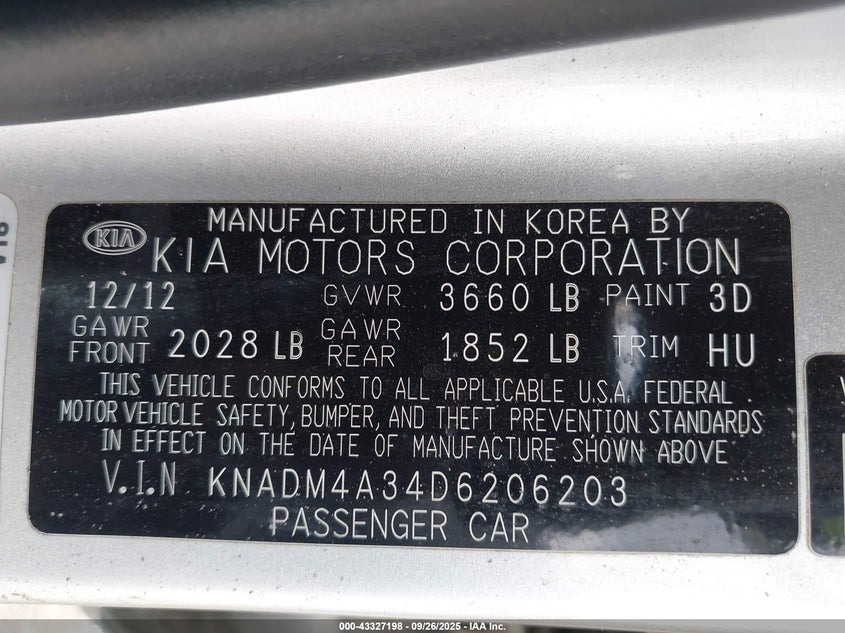 MANUFACTURED IN KOREA BY
KIA
KIA MOTORS CORPORATION
12/12 GVWR 3660 LB PAINT 3D
GAWR FRONT 2028 LB GAWR REAR 1852 LB TRIM HU
THIS VEHICLE CONFORMS TO ALL APPLICABLE U.S.A. FEDERAL
MOTOR VEHICLE SAFETY, BUMPER, AND THEFT PREVENTION STANDARDS
IN EFFECT ON THE DATE OF MANUFACTURE SHOWN ABOVE
V.I.N KNADM4A34D6206203
PASSENGER CAR
000-43327198 - 09/26/2025 - IAA Inc.